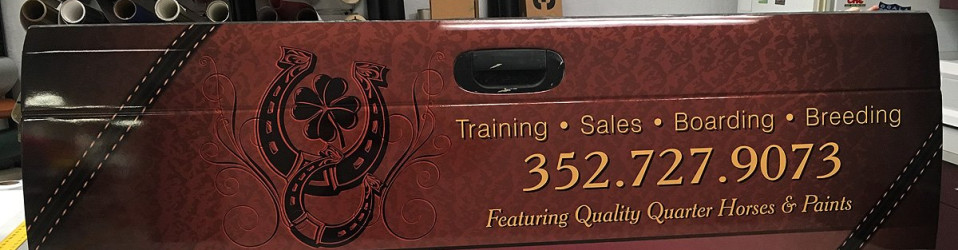 Training • Sales • Boarding • Breeding
352.727.9073
Featuring Quality Quarter Horses & Paints